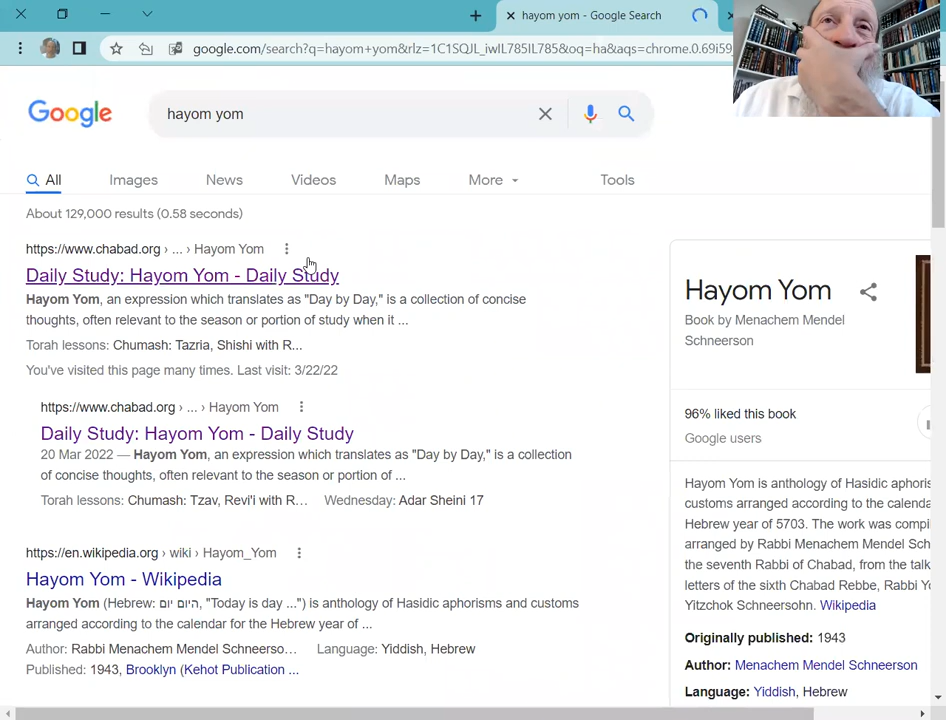 hayom yom - Google Search
google.com/search?q=hayom+yom&rlz=1C1SQJL_iwIL785IL785&oq=ha&aqs=chrome.0.69i59
Google
hayom yom
All Images News Videos Maps More Tools
About 129,000 results (0.58 seconds)
https://www.chabad.org › ... › Hayom Yom
Daily Study: Hayom Yom - Daily Study
Hayom Yom, an expression which translates as "Day by Day," is a collection of concise
thoughts, often relevant to the season or portion of study when it ...
Torah lessons: Chumash: Tazria, Shishi with R...
You've visited this page many times. Last visit: 3/22/22
https://www.chabad.org › ... › Hayom Yom
Daily Study: Hayom Yom - Daily Study
20 Mar 2022 — Hayom Yom, an expression which translates as "Day by Day," is a collection
of concise thoughts, often relevant to the season or portion of ...
Torah lessons: Chumash: Tzav, Revi'i with R... Wednesday: Adar Sheini 17
https://en.wikipedia.org › wiki › Hayom_Yom
Hayom Yom - Wikipedia
Hayom Yom (Hebrew: היום יום, "Today is day ...") is anthology of Hasidic aphorisms and customs
arranged according to the calendar for the Hebrew year of ...
Author: Rabbi Menachem Mendel Schneerso... Language: Yiddish, Hebrew
Published: 1943, Brooklyn (Kehot Publication ...
Hayom Yom
Book by Menachem Mendel
Schneerson
96% liked this book
Google users
Hayom Yom is anthology of Hasidic aphoris
customs arranged according to the calenda
Hebrew year of 5703. The work was compi
arranged by Rabbi Menachem Mendel Sch
the seventh Rabbi of Chabad, from the talk
letters of the sixth Chabad Rebbe, Rabbi Yo
Yitzchok Schneersohn. Wikipedia
Originally published: 1943
Author: Menachem Mendel Schneerson
Language: Yiddish, Hebrew